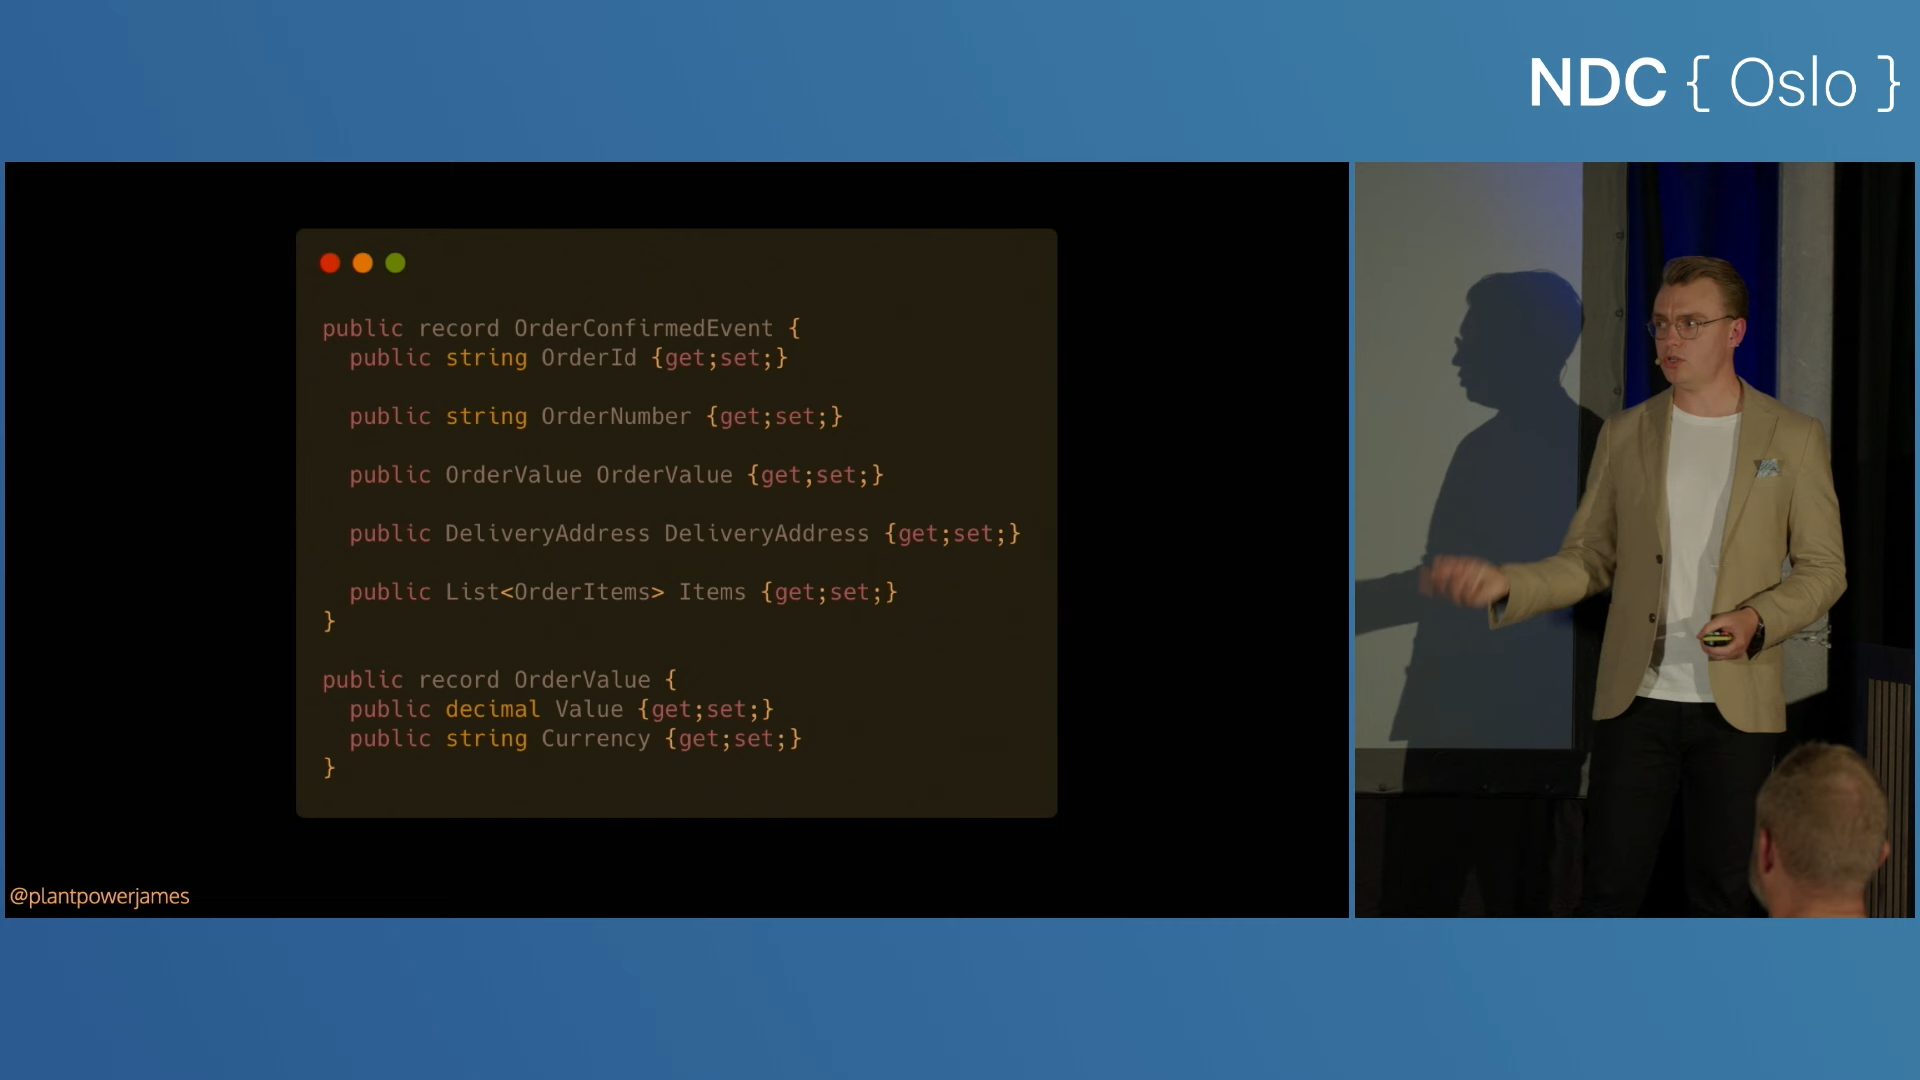 NDC { Oslo }
public record OrderConfirmedEvent {
public string OrderId {get;set;}
public string OrderNumber {get;set;}
public OrderValue OrderValue {get;set;}
public DeliveryAddress DeliveryAddress {get;set;}
public List<OrderItems> Items {get;set;}
}
public record OrderValue {
public decimal Value {get;set;}
public string Currency {get;set;}
}
@plantpowerjames